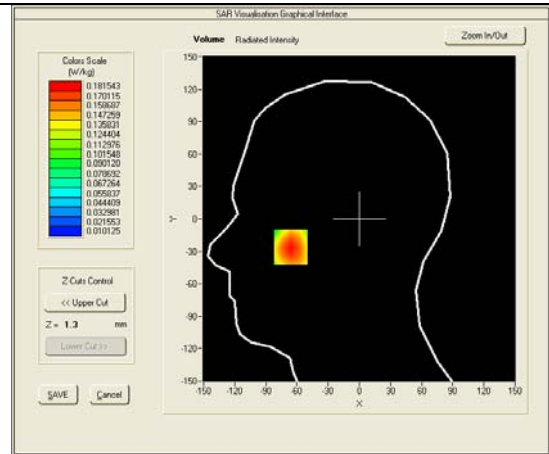 SAR Visualisation Graphical Interface
Volume Radiated Intensity
Zoom In/Out
Colors Scale
(W/kg)
0.181543
0.170115
0.158687
0.147259
0.135831
0.124404
0.112976
0.101548
0.090120
0.078692
0.067264
0.055837
0.044409
0.032981
0.021553
0.010125
Z Cuts Control
<< Upper Cut
Z = 1.3 mm
Lower Cut >>
SAVE Cancel
150
120
90
60
30
0
-30
-60
-90
-120
-150
Y
-150 -120 -90 -60 -30 0 30 60 90 120 150
X